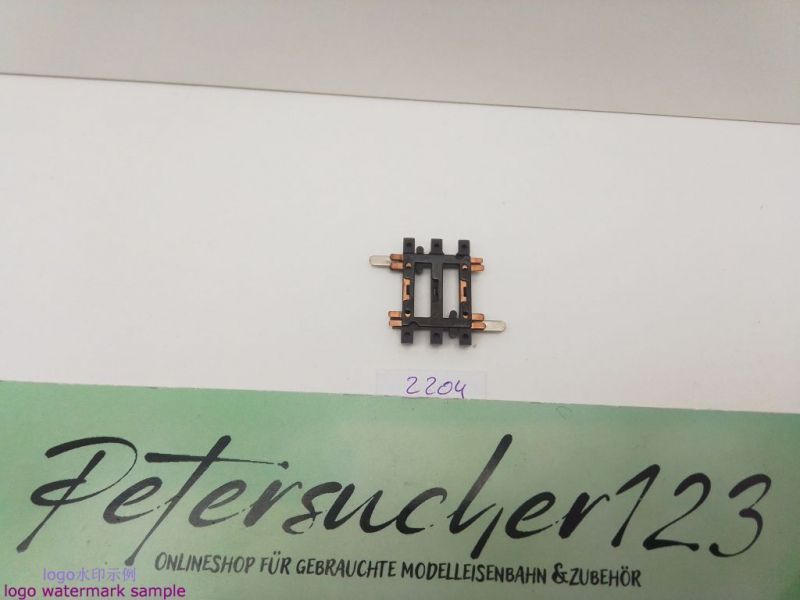 2204
Petersucher123
ONLINESHOP FÜR GEBRAUCHTE MODELLEISENBAHN & ZUBEHÖR
logo水印示例
logo watermark sample